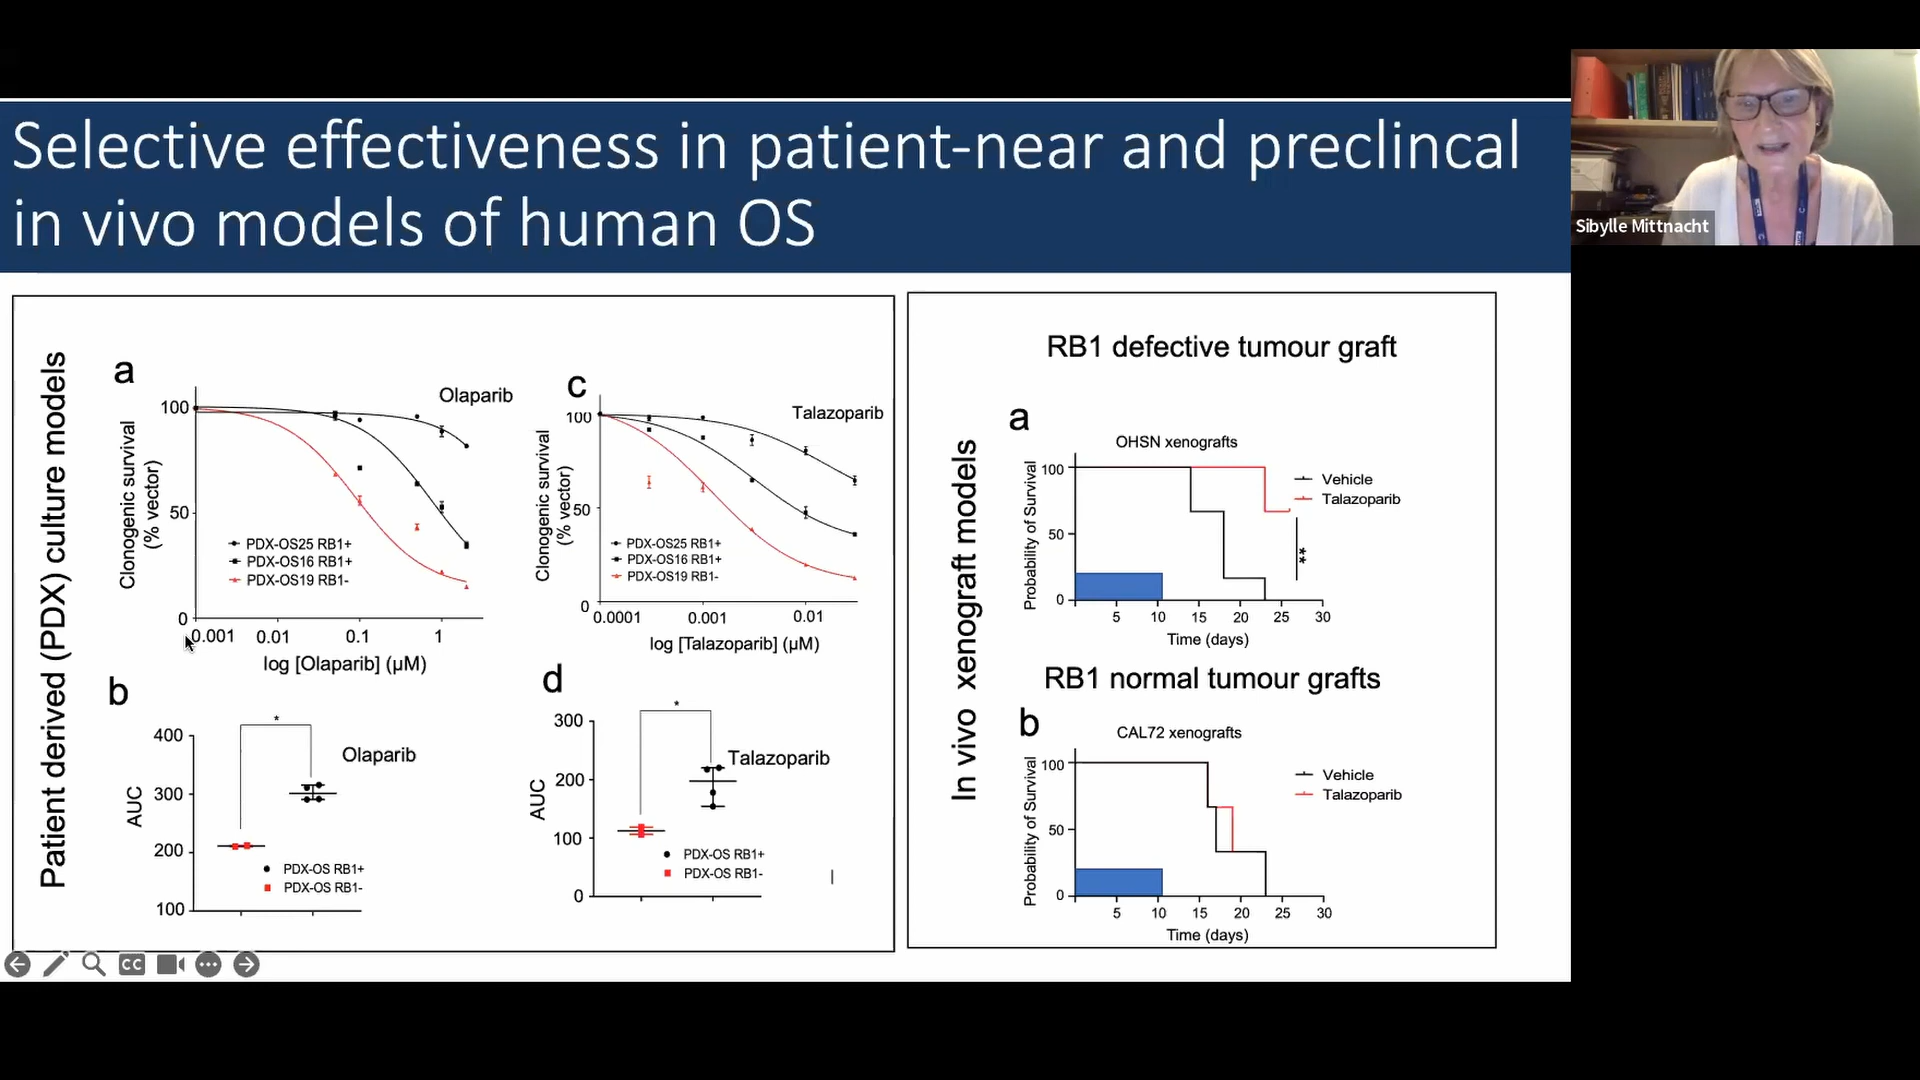 Selective effectiveness in patient-near and preclincal
in vivo models of human OS
Sibylle Mittnacht
Patient derived (PDX) culture models
a
Olaparib
Clonogenic survival
(% vector)
100
50
0
PDX-OS25 RB1+
PDX-OS16 RB1+
PDX-OS19 RB1-
0.001 0.01 0.1 1
log [Olaparib] (µM)
c
Talazoparib
Clonogenic survival
(% vector)
100
50
0
PDX-OS25 RB1+
PDX-OS16 RB1+
PDX-OS19 RB1-
0.0001 0.001 0.01
log [Talazoparib] (µM)
b
*
Olaparib
AUC
400
300
200
100
PDX-OS RB1+
PDX-OS RB1-
d
*
Talazoparib
AUC
300
200
100
0
PDX-OS RB1+
PDX-OS RB1-
In vivo xenograft models
RB1 defective tumour graft
a
OHSN xenografts
Probability of Survival
100
50
0
Vehicle
Talazoparib
**
5 10 15 20 25 30
Time (days)
RB1 normal tumour grafts
b
CAL72 xenografts
Probability of Survival
100
50
0
Vehicle
Talazoparib
5 10 15 20 25 30
Time (days)
CC